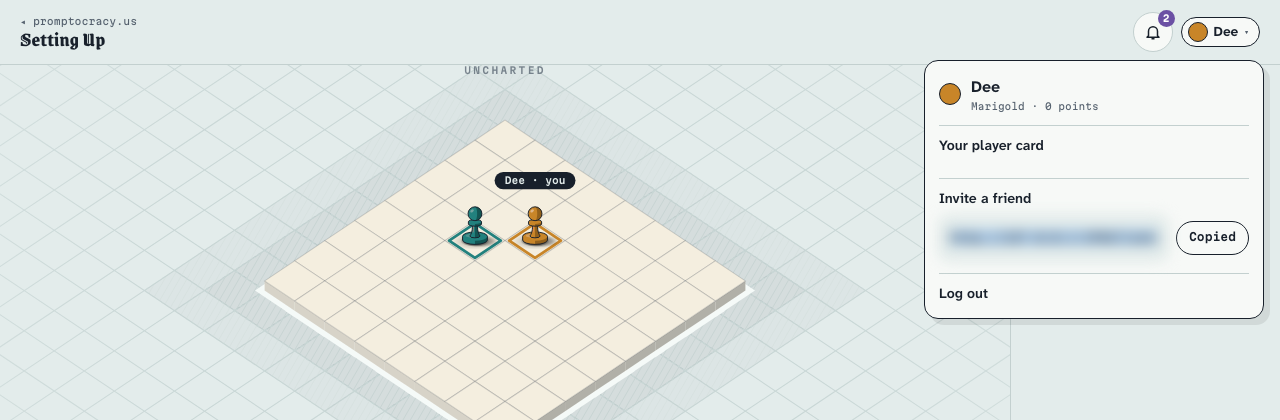 ◂ promptocracy.us
Setting Up
2
Dee ▾
UNCHARTED
Dee · you
Dee
Marigold · 0 points
Your player card
Invite a friend
Copied
Log out